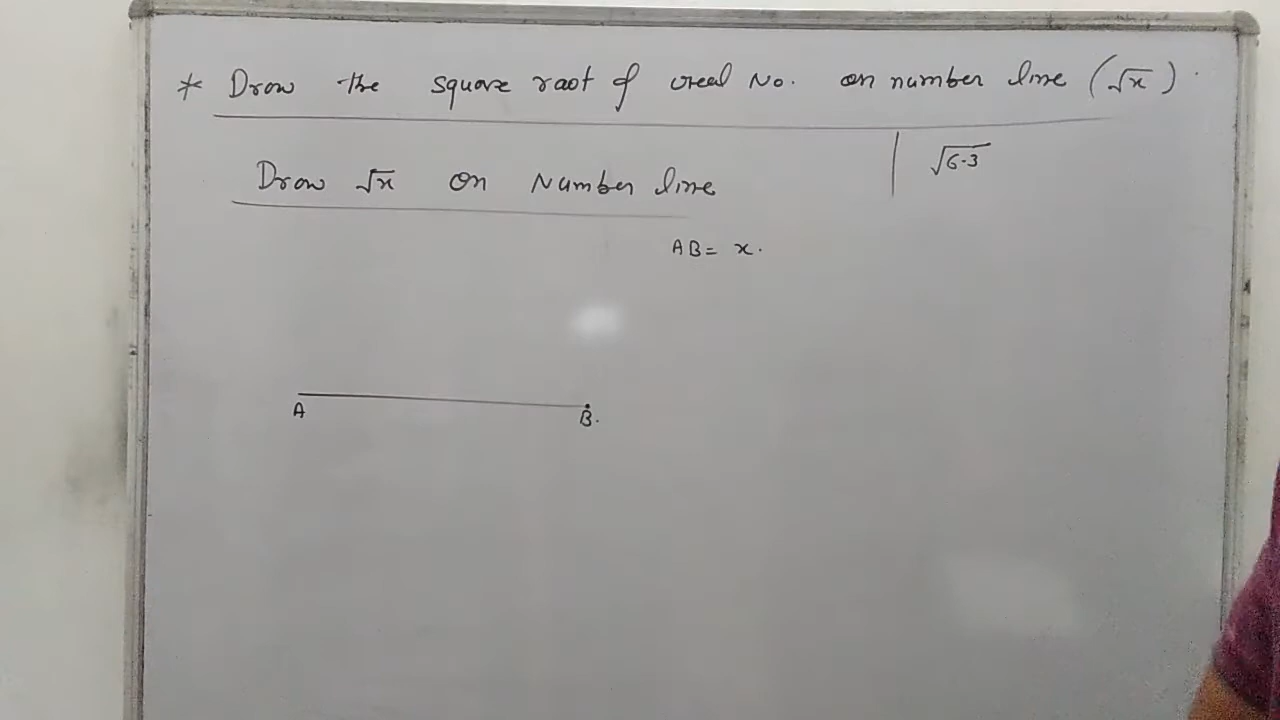 * Draw the square root of real No. on number line (√x).
Draw √x on Number line
√6.3
AB = x.
A B.